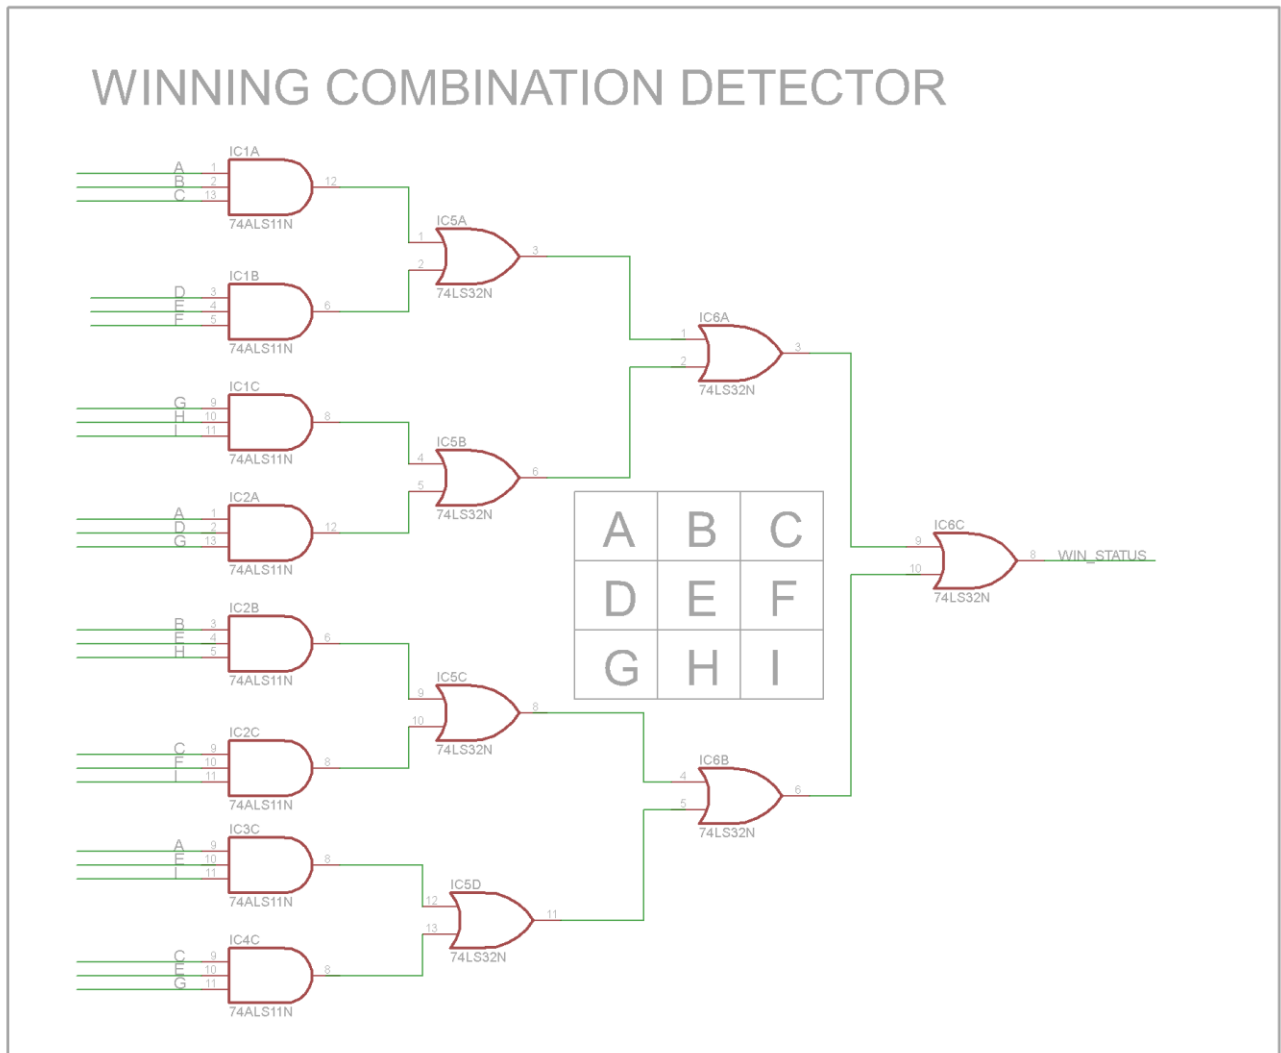 WINNING COMBINATION DETECTOR
IC1A
A 1
B 2
C 13
12
74ALS11N
IC5A
1
2
3
74LS32N
IC1B
D 3
E 4
F 5
6
74ALS11N
IC6A
1
2
3
74LS32N
IC1C
G 9
H 10
I 11
8
74ALS11N
IC5B
4
5
6
74LS32N
IC2A
A 1
D 2
G 13
12
74ALS11N
A B C
D E F
G H I
IC6C
9
10
8
WIN_STATUS
74LS32N
IC2B
B 3
E 4
H 5
6
74ALS11N
IC5C
9
10
8
74LS32N
IC2C
C 9
F 10
I 11
8
74ALS11N
IC6B
4
5
6
74LS32N
IC3C
A 9
E 10
I 11
8
74ALS11N
IC5D
12
13
11
74LS32N
IC4C
C 9
E 10
G 11
8
74ALS11N